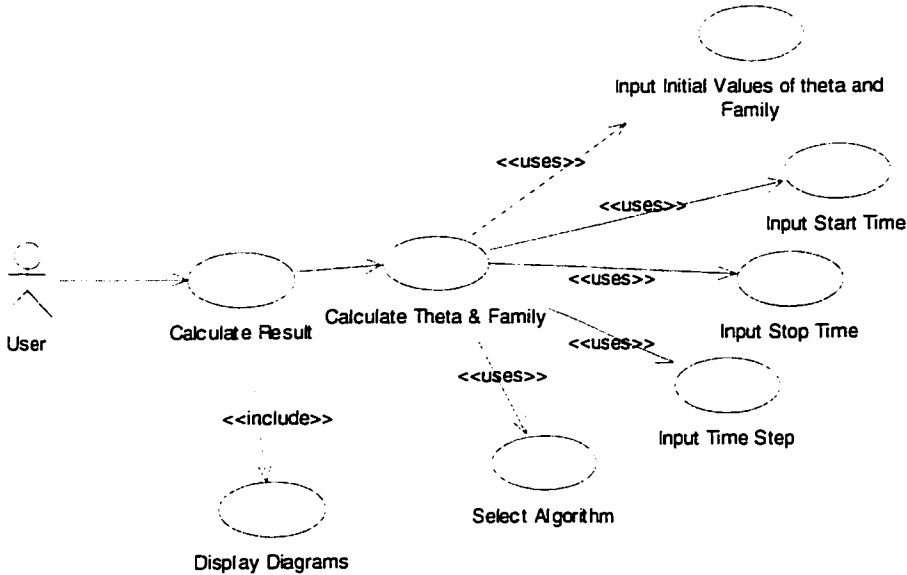 Input Initial Values of theta and
Family
<<uses>>
<<uses>>
Input Start Time
<<uses>>
Input Stop Time
User
Calculate Result
Calculate Theta & Family
<<uses>>
<<uses>>
Input Time Step
<<include>>
Select Algorithm
Display Diagrams